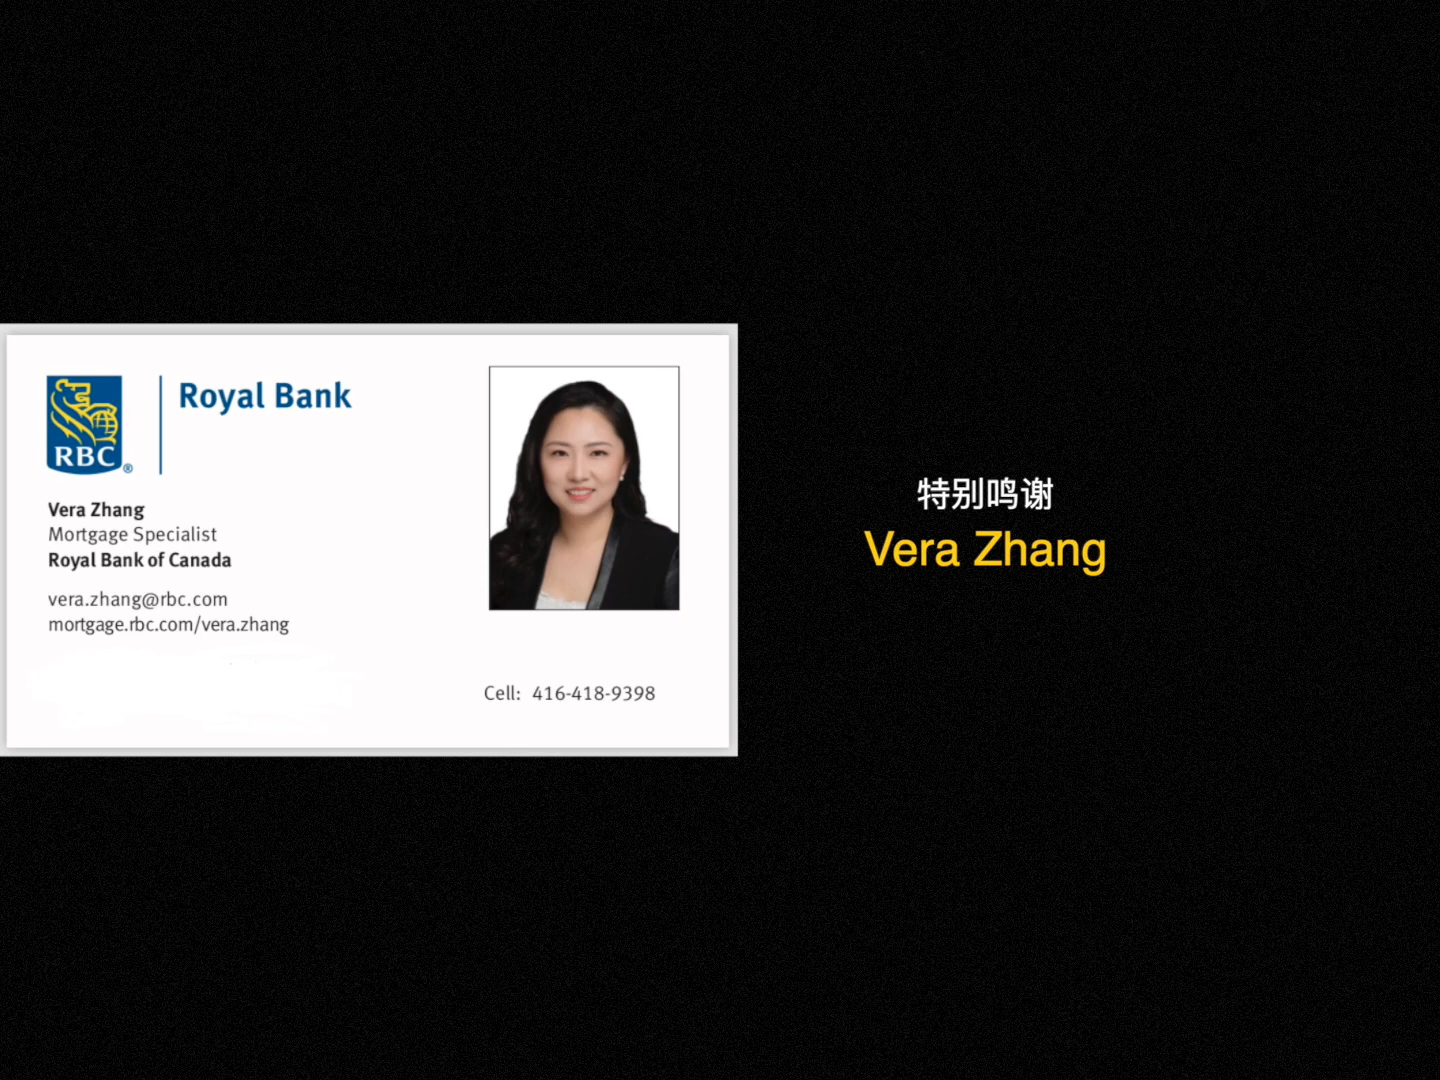 RBC®
Royal Bank
Vera Zhang
Mortgage Specialist
Royal Bank of Canada
vera.zhang@rbc.com
mortgage.rbc.com/vera.zhang
Cell: 416-418-9398
特别鸣谢
Vera Zhang